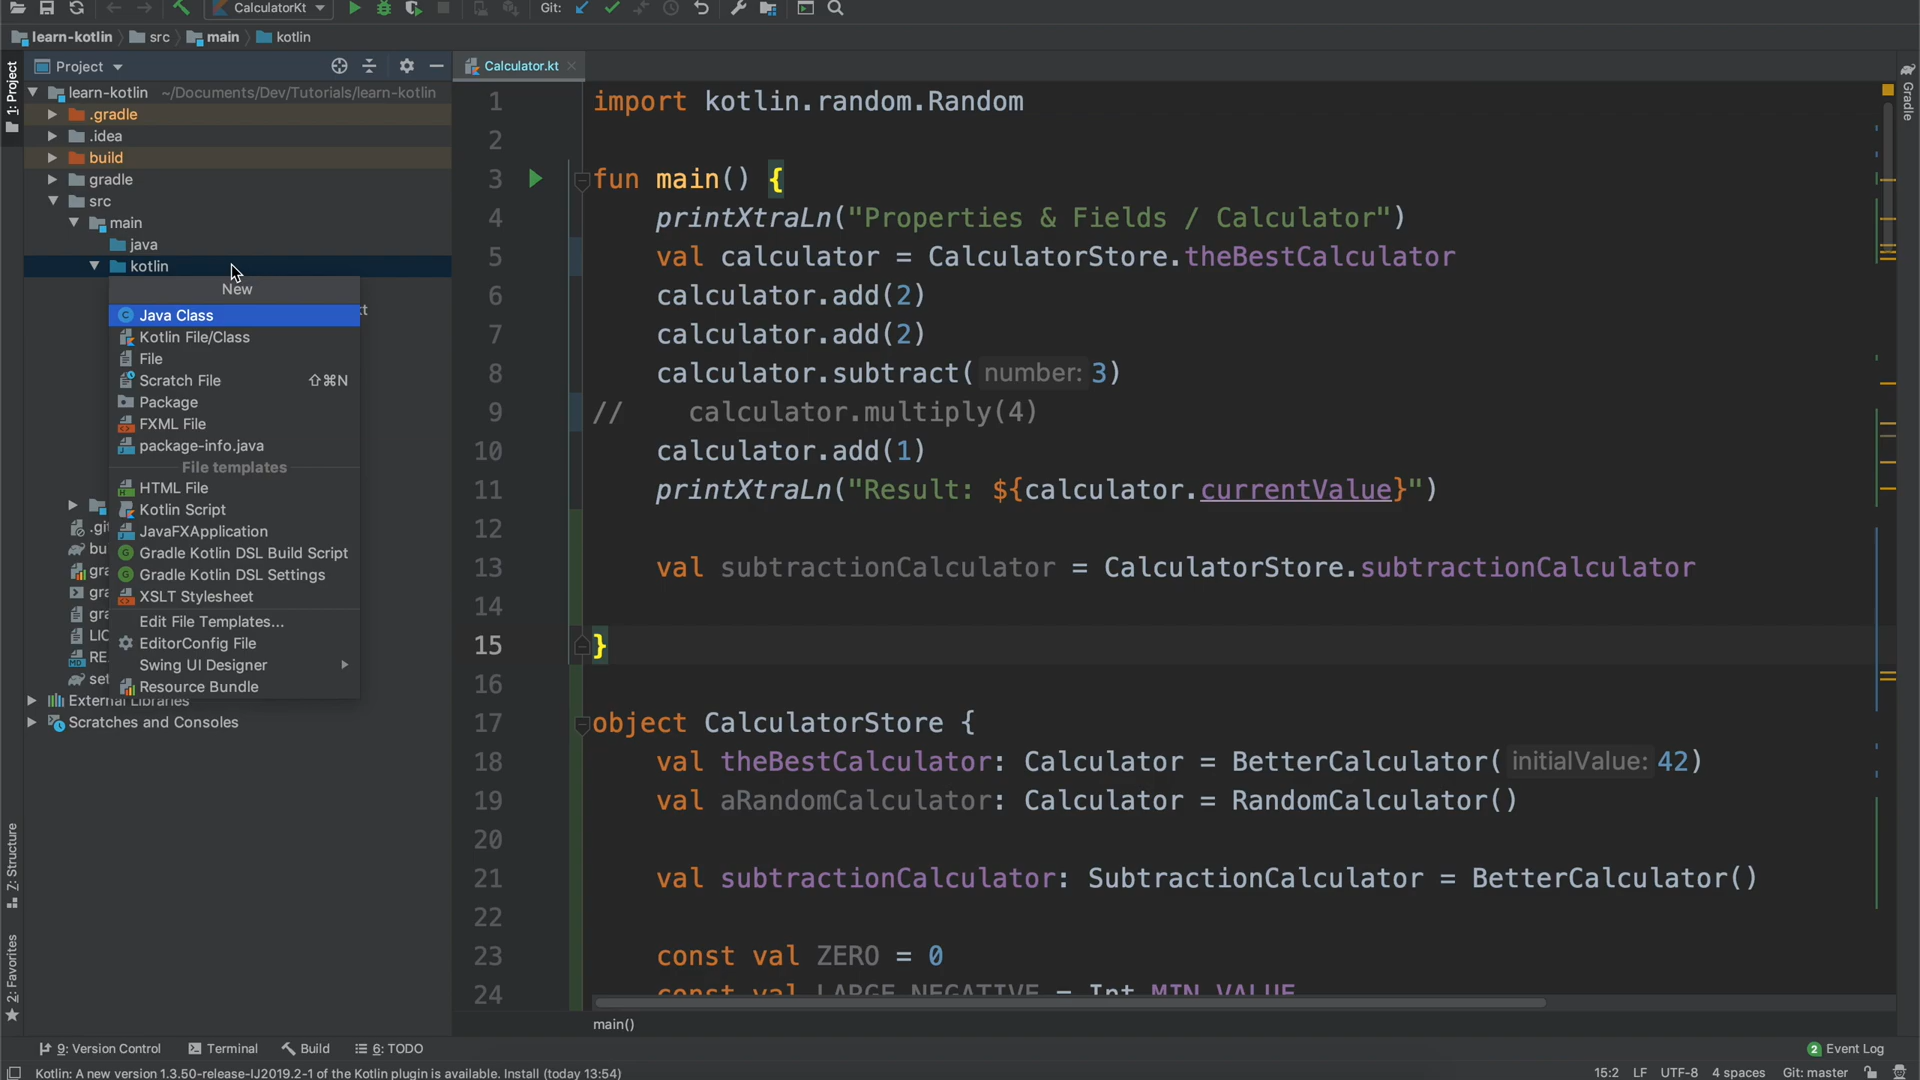 CalculatorKt
Git:
learn-kotlin
src
main
kotlin
1: Project
Project
Calculator.kt
Gradle
learn-kotlin ~/Documents/Dev/Tutorials/learn-kotlin
.gradle
.idea
build
gradle
src
main
java
kotlin
New
Java Class
Kotlin File/Class
File
Scratch File ⇧⌘N
Package
FXML File
package-info.java
File templates
HTML File
Kotlin Script
JavaFXApplication
Gradle Kotlin DSL Build Script
Gradle Kotlin DSL Settings
XSLT Stylesheet
Edit File Templates...
EditorConfig File
Swing UI Designer
Resource Bundle
External Libraries
Scratches and Consoles
Z: Structure
2: Favorites
1 import kotlin.random.Random
2
3 fun main() {
4 printXtraLn("Properties & Fields / Calculator")
5 val calculator = CalculatorStore.theBestCalculator
6 calculator.add(2)
7 calculator.add(2)
8 calculator.subtract( number: 3)
9 // calculator.multiply(4)
10 calculator.add(1)
11 printXtraLn("Result: ${calculator.currentValue}")
12
13 val subtractionCalculator = CalculatorStore.subtractionCalculator
14
15 }
16
17 object CalculatorStore {
18 val theBestCalculator: Calculator = BetterCalculator( initialValue: 42)
19 val aRandomCalculator: Calculator = RandomCalculator()
20
21 val subtractionCalculator: SubtractionCalculator = BetterCalculator()
22
23 const val ZERO = 0
24 const val LARGE_NEGATIVE = Int.MIN_VALUE
main()
9: Version Control
Terminal
Build
6: TODO
2 Event Log
Kotlin: A new version 1.3.50-release-IJ2019.2-1 of the Kotlin plugin is available. Install (today 13:54)
15:2 LF UTF-8 4 spaces Git: master